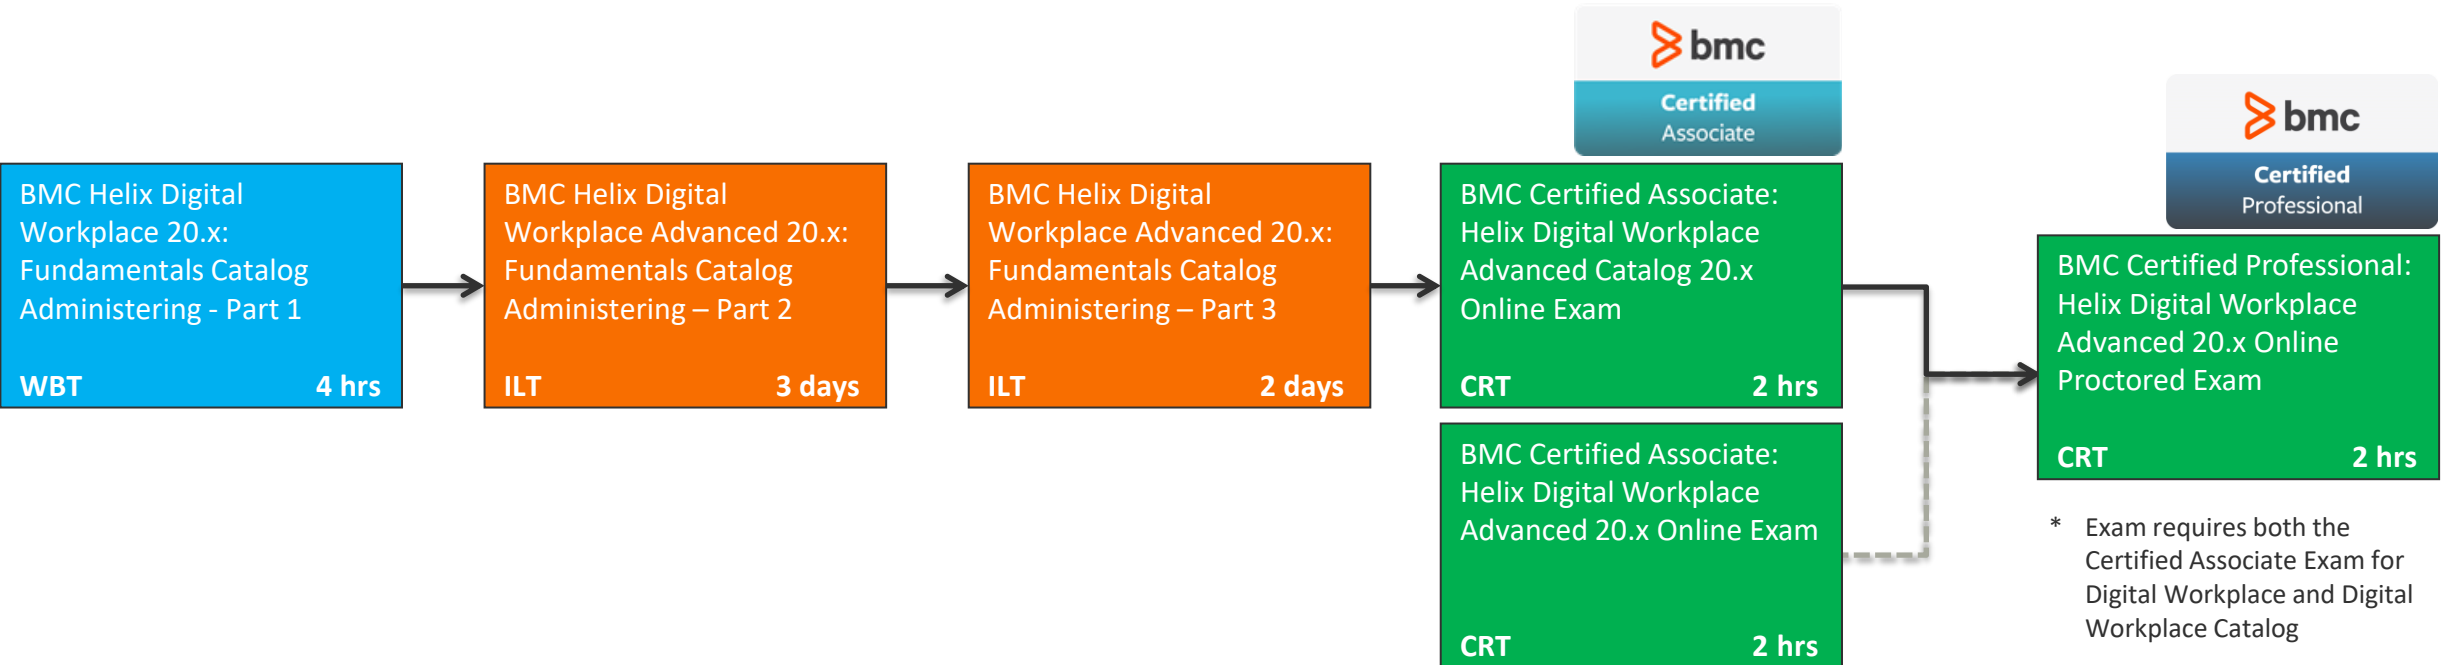 bmc
Certified
Associate
bmc
Certified
Professional
BMC Helix Digital
Workplace 20.x:
Fundamentals Catalog
Administering - Part 1
WBT 4 hrs
BMC Helix Digital
Workplace Advanced 20.x:
Fundamentals Catalog
Administering – Part 2
ILT 3 days
BMC Helix Digital
Workplace Advanced 20.x:
Fundamentals Catalog
Administering – Part 3
ILT 2 days
BMC Certified Associate:
Helix Digital Workplace
Advanced Catalog 20.x
Online Exam
CRT 2 hrs
BMC Certified Associate:
Helix Digital Workplace
Advanced 20.x Online Exam
CRT 2 hrs
BMC Certified Professional:
Helix Digital Workplace
Advanced 20.x Online
Proctored Exam
CRT 2 hrs
* Exam requires both the
Certified Associate Exam for
Digital Workplace and Digital
Workplace Catalog